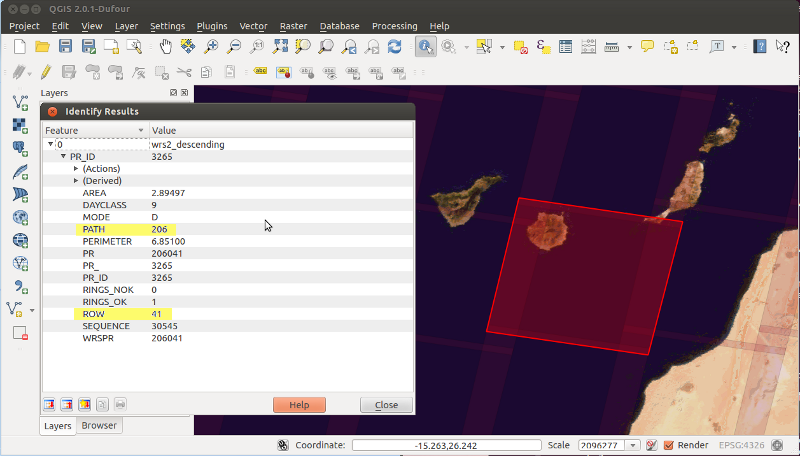 QGIS 2.0.1-Dufour
Project Edit View Layer Settings Plugins Vector Raster Database Processing Help
Layers
Identify Results
Feature Value
0 wrs2_descending
PR_ID 3265
(Actions)
(Derived)
AREA 2.89497
DAYCLASS 9
MODE D
PATH 206
PERIMETER 6.85100
PR 206041
PR_ 3265
PR_ID 3265
RINGS_NOK 0
RINGS_OK 1
ROW 41
SEQUENCE 30545
WRSPR 206041
Help Close
Layers Browser
Coordinate: -15.263,26.242 Scale 2096277 Render EPSG:4326